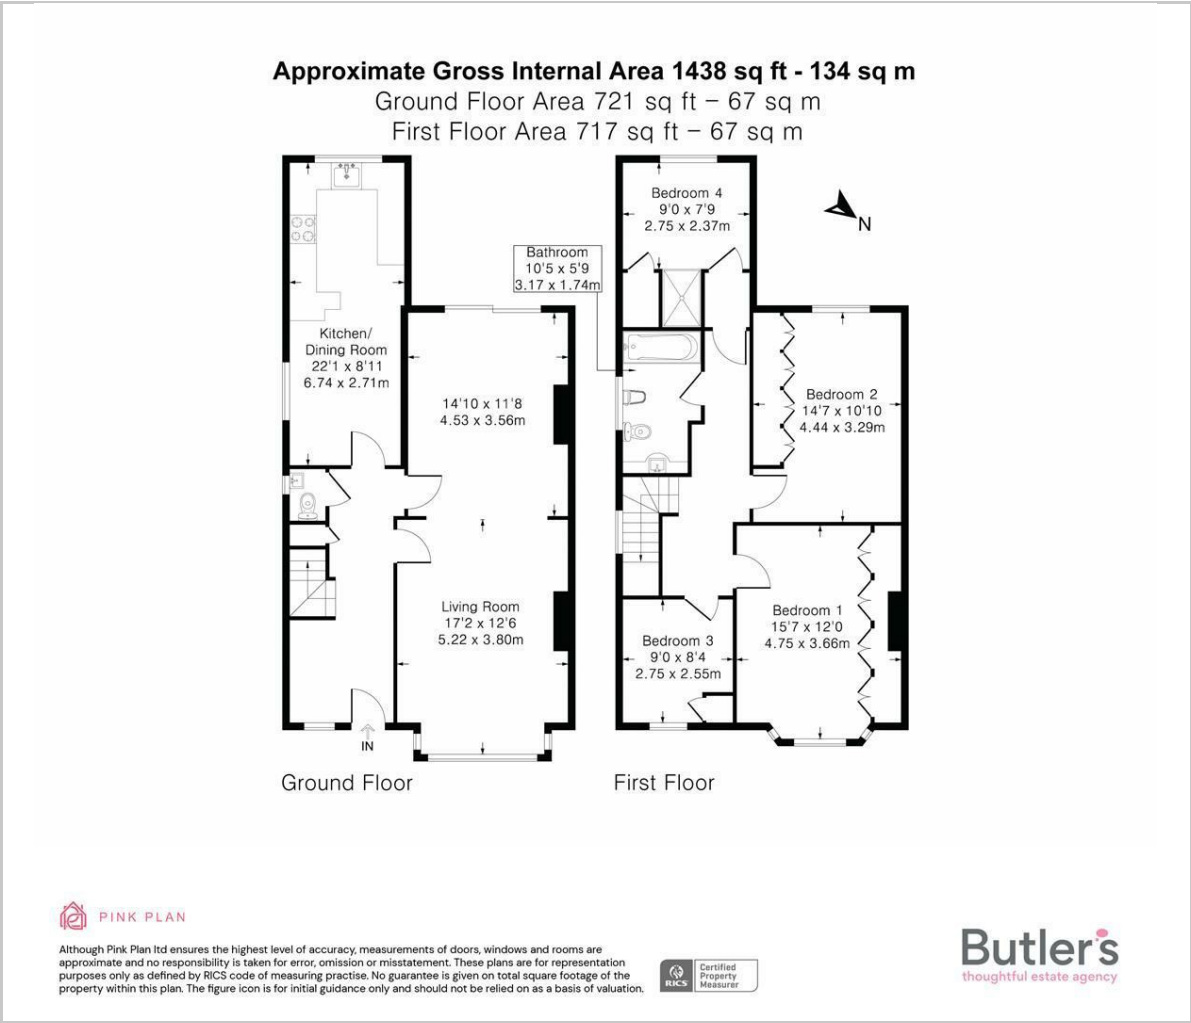 Approximate Gross Internal Area 1438 sq ft - 134 sq m
Ground Floor Area 721 sq ft – 67 sq m
First Floor Area 717 sq ft – 67 sq m
Kitchen/
Dining Room
22'1 x 8'11
6.74 x 2.71m
14'10 x 11'8
4.53 x 3.56m
Living Room
17'2 x 12'6
5.22 x 3.80m
IN
Ground Floor
Bedroom 4
9'0 x 7'9
2.75 x 2.37m
N
Bathroom
10'5 x 5'9
3.17 x 1.74m
Bedroom 2
14'7 x 10'10
4.44 x 3.29m
Bedroom 1
15'7 x 12'0
4.75 x 3.66m
Bedroom 3
9'0 x 8'4
2.75 x 2.55m
First Floor
PINK PLAN
Although Pink Plan ltd ensures the highest level of accuracy, measurements of doors, windows and rooms are
approximate and no responsibility is taken for error, omission or misstatement. These plans are for representation
purposes only as defined by RICS code of measuring practise. No guarantee is given on total square footage of the
property within this plan. The figure icon is for initial guidance only and should not be relied on as a basis of valuation.
RICS
Certified
Property
Measurer
Butler's
thoughtful estate agency